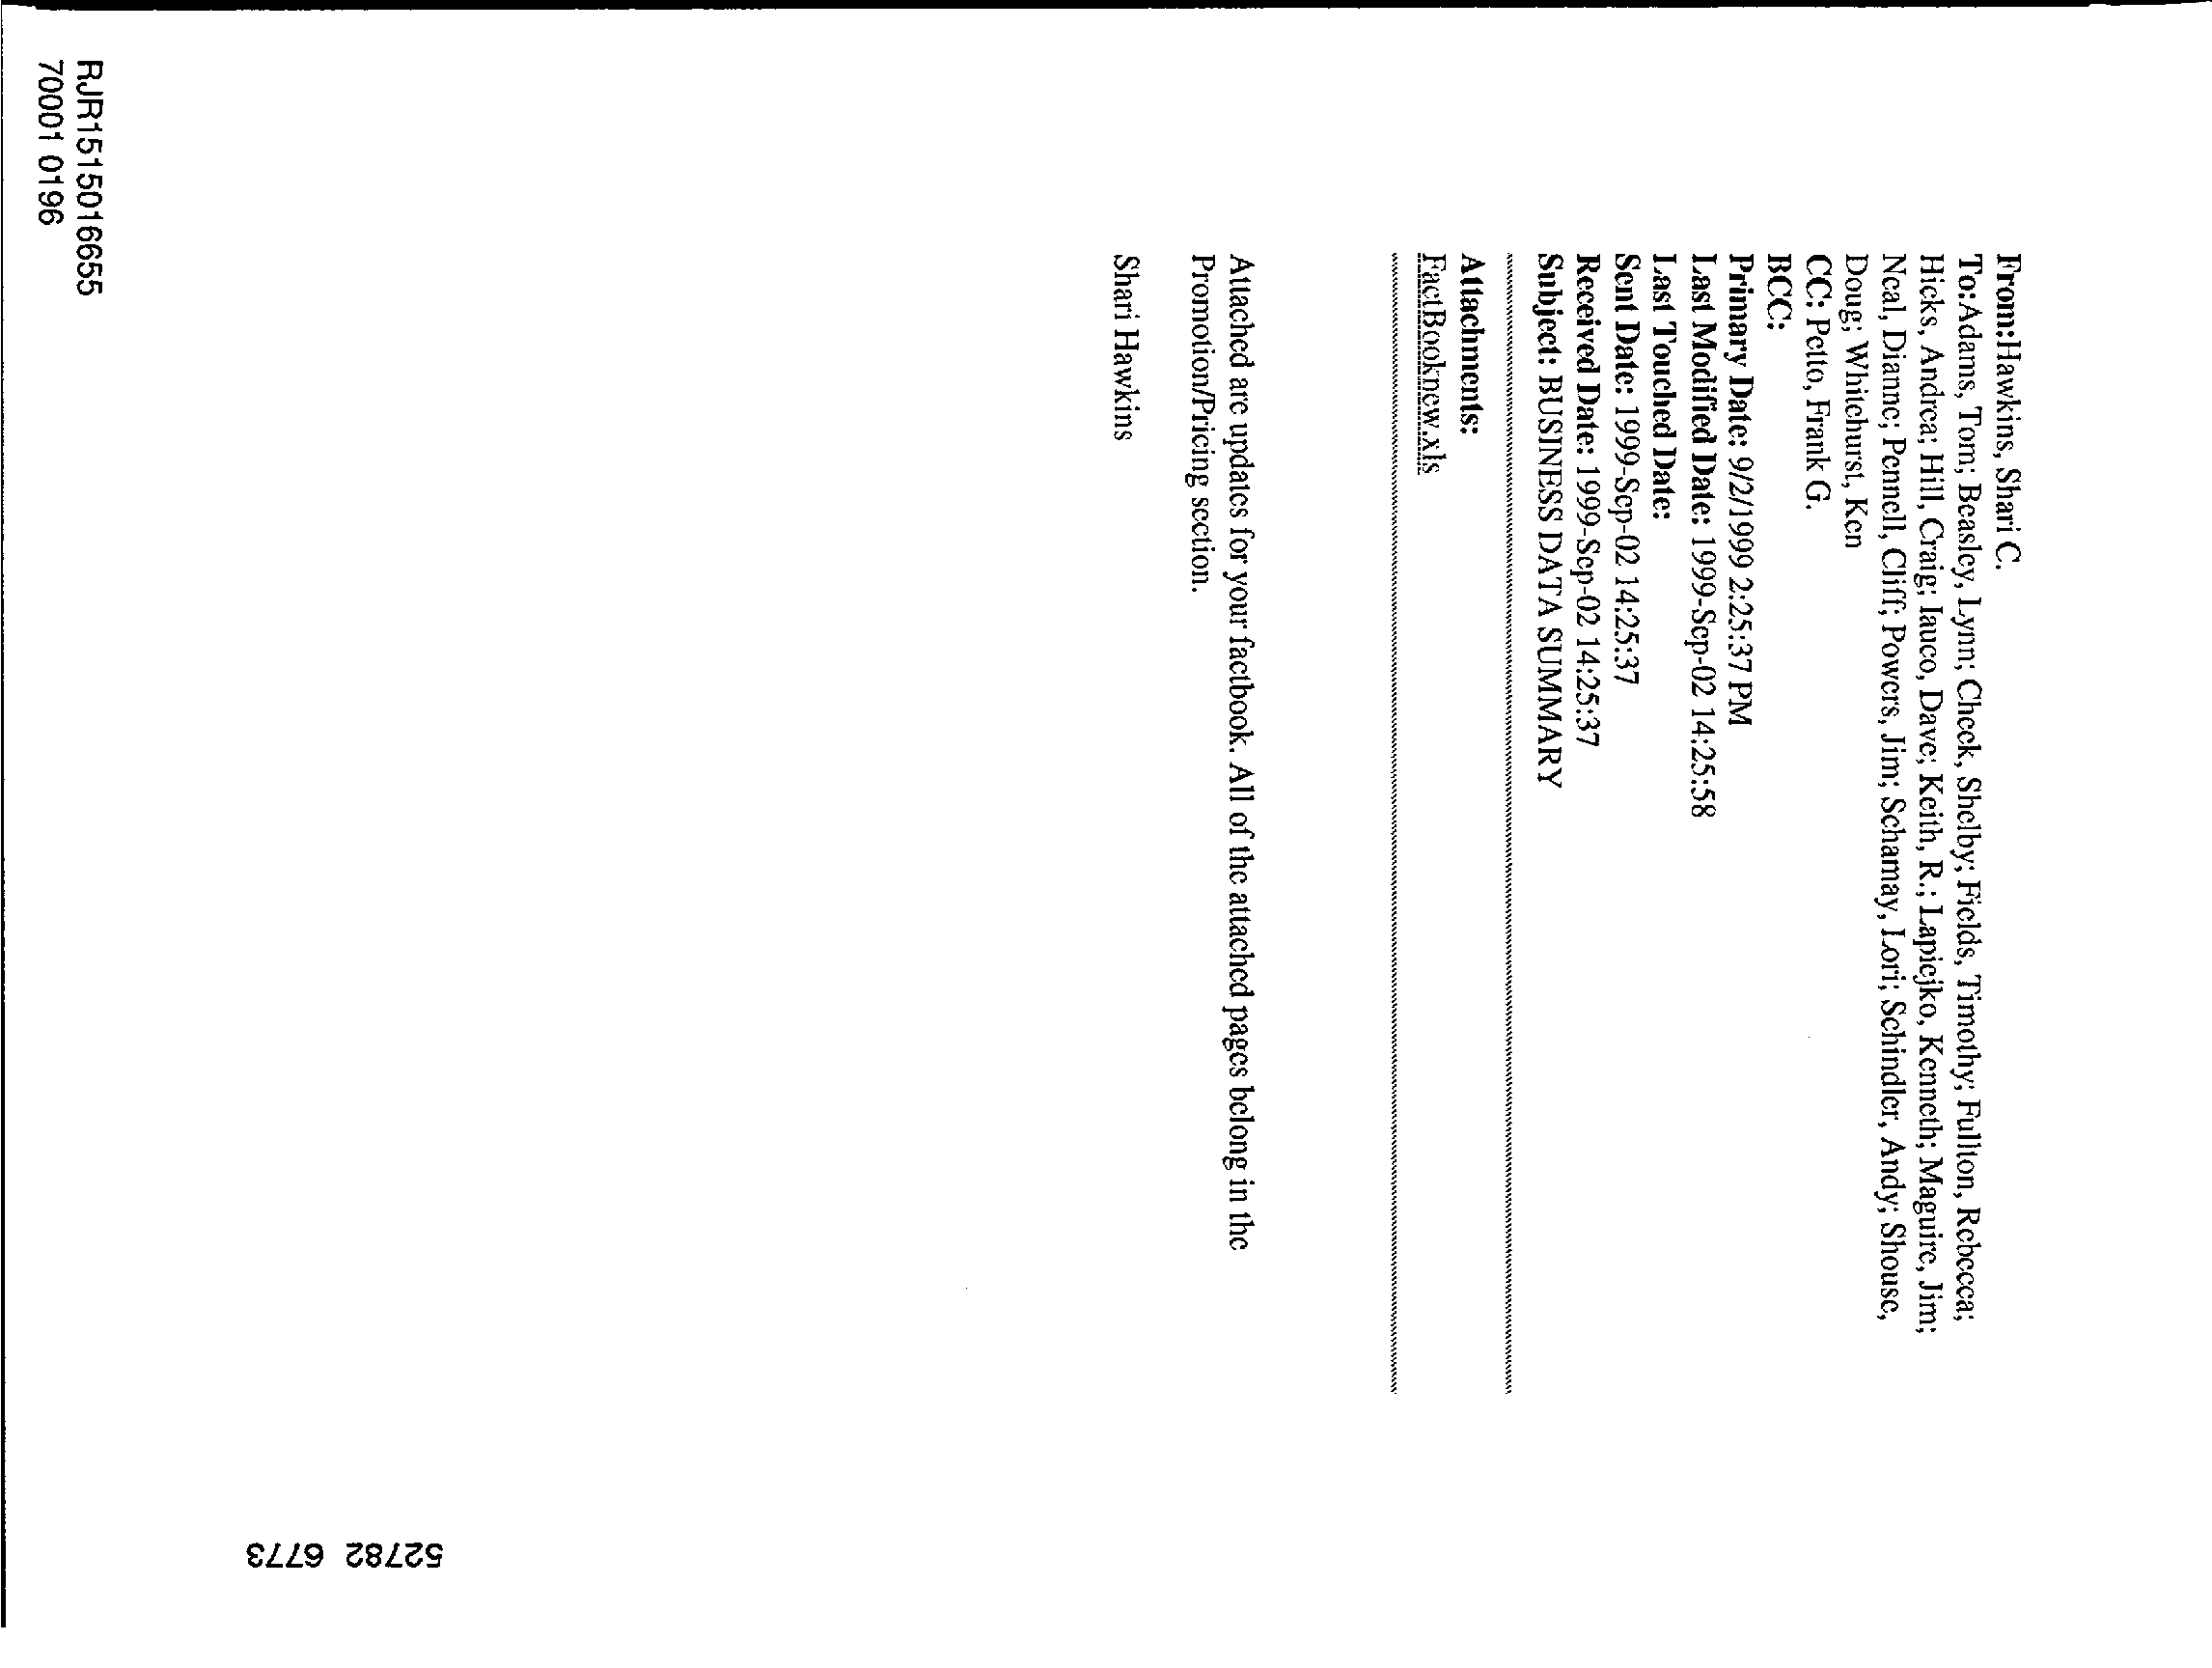 From:Hawkins, Shari C.
To:Adams, Tom; Beasley, Lynn; Cheek, Shelby; Fields, Timothy; Fullton, Rebecca;
Hicks, Andrea; Hill, Craig; Iauco, Dave; Keith, R.; Lapiejko, Kenneth; Maguire, Jim;
Neal, Dianne; Pennell, Cliff; Powers, Jim; Schamay, Lori; Schindler, Andy; Shouse,
Doug; Whitehurst, Ken
CC: Petto, Frank G.
BCC:
Primary Date: 9/2/1999 2:25:37 PM
Last Modified Date: 1999-Sep-02 14:25:58
Last Touched Date:
Sent Date: 1999-Sep-02 14:25:37
Received Date: 1999-Sep-02 14:25:37
Subject: BUSINESS DATA SUMMARY
Attachments:
FactBooknew.xls
Attached are updates for your factbook. All of the attached pages belong in the
Promotion/Pricing section.
Shari Hawkins
RJR1515016655
70001 0196
52782 6773